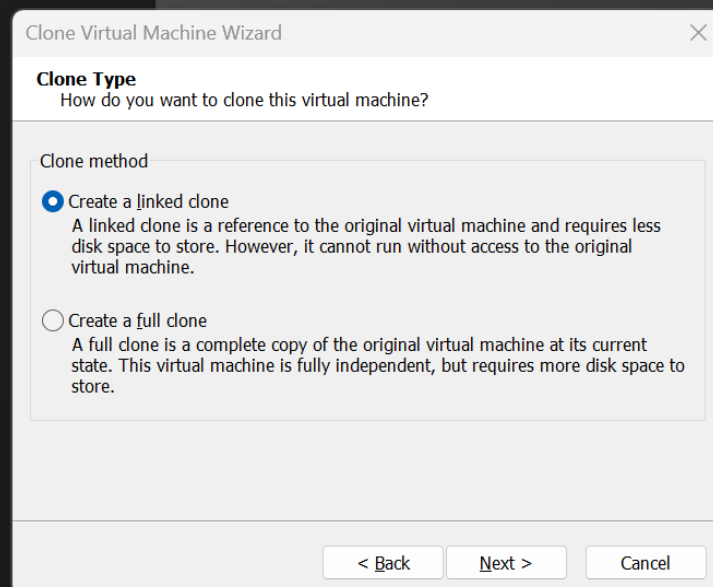 Clone Virtual Machine Wizard
Clone Type
How do you want to clone this virtual machine?
Clone method
Create a linked clone
A linked clone is a reference to the original virtual machine and requires less
disk space to store. However, it cannot run without access to the original
virtual machine.
Create a full clone
A full clone is a complete copy of the original virtual machine at its current
state. This virtual machine is fully independent, but requires more disk space to
store.
< Back
Next >
Cancel